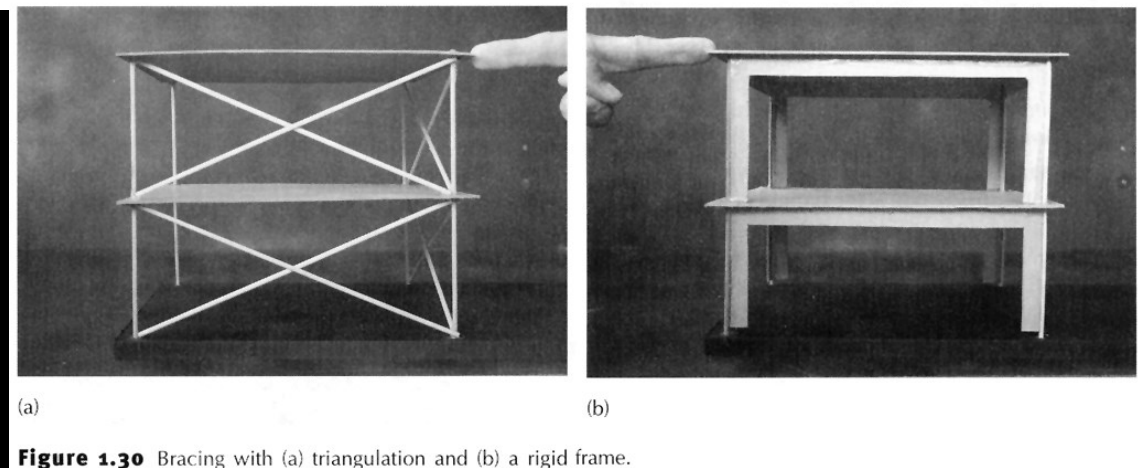 (a)
(b)
Figure 1.30 Bracing with (a) triangulation and (b) a rigid frame.